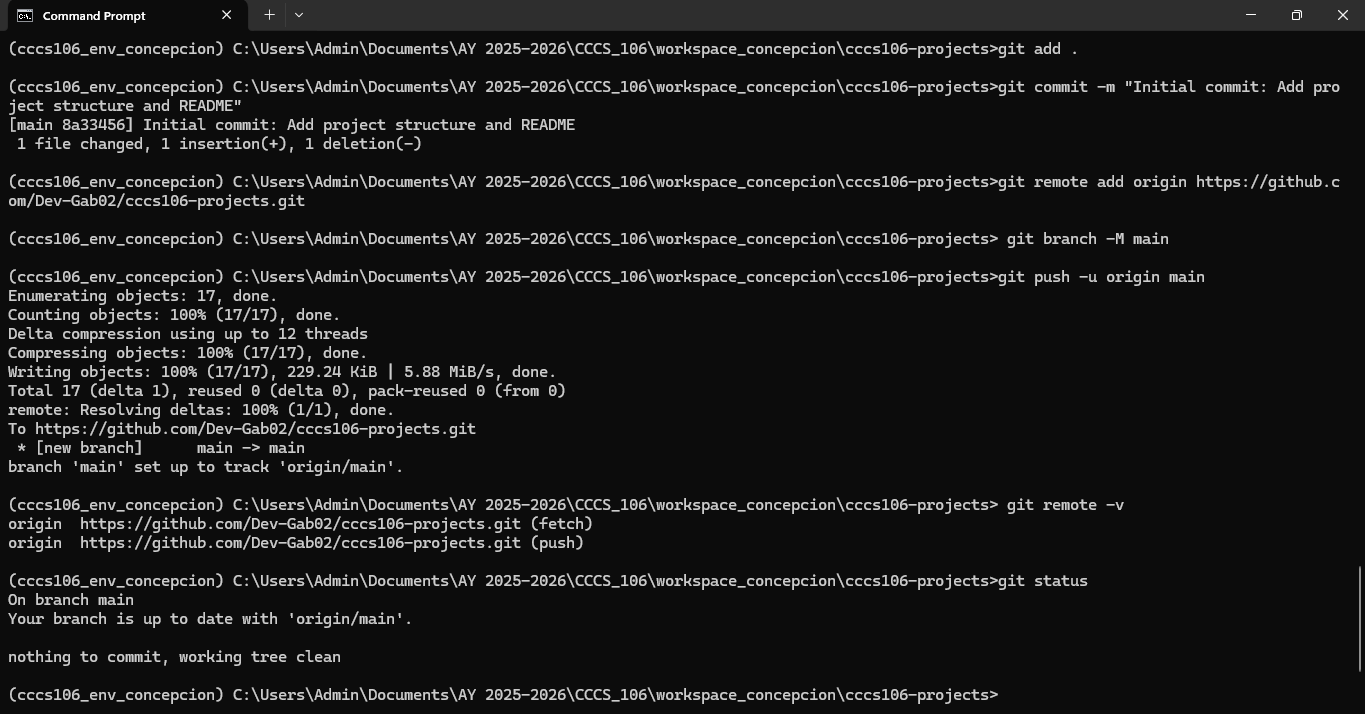 Command Prompt
(cccs106_env_concepcion) C:\Users\Admin\Documents\AY 2025-2026\CCCS_106\workspace_concepcion\cccs106-projects>git add .
(cccs106_env_concepcion) C:\Users\Admin\Documents\AY 2025-2026\CCCS_106\workspace_concepcion\cccs106-projects>git commit -m "Initial commit: Add pro
ject structure and README"
[main 8a33456] Initial commit: Add project structure and README
 1 file changed, 1 insertion(+), 1 deletion(-)
(cccs106_env_concepcion) C:\Users\Admin\Documents\AY 2025-2026\CCCS_106\workspace_concepcion\cccs106-projects>git remote add origin https://github.c
om/Dev-Gab02/cccs106-projects.git
(cccs106_env_concepcion) C:\Users\Admin\Documents\AY 2025-2026\CCCS_106\workspace_concepcion\cccs106-projects> git branch -M main
(cccs106_env_concepcion) C:\Users\Admin\Documents\AY 2025-2026\CCCS_106\workspace_concepcion\cccs106-projects>git push -u origin main
Enumerating objects: 17, done.
Counting objects: 100% (17/17), done.
Delta compression using up to 12 threads
Compressing objects: 100% (17/17), done.
Writing objects: 100% (17/17), 229.24 KiB | 5.88 MiB/s, done.
Total 17 (delta 1), reused 0 (delta 0), pack-reused 0 (from 0)
remote: Resolving deltas: 100% (1/1), done.
To https://github.com/Dev-Gab02/cccs106-projects.git
 * [new branch]      main -> main
branch 'main' set up to track 'origin/main'.
(cccs106_env_concepcion) C:\Users\Admin\Documents\AY 2025-2026\CCCS_106\workspace_concepcion\cccs106-projects> git remote -v
origin  https://github.com/Dev-Gab02/cccs106-projects.git (fetch)
origin  https://github.com/Dev-Gab02/cccs106-projects.git (push)
(cccs106_env_concepcion) C:\Users\Admin\Documents\AY 2025-2026\CCCS_106\workspace_concepcion\cccs106-projects>git status
On branch main
Your branch is up to date with 'origin/main'.
nothing to commit, working tree clean
(cccs106_env_concepcion) C:\Users\Admin\Documents\AY 2025-2026\CCCS_106\workspace_concepcion\cccs106-projects>